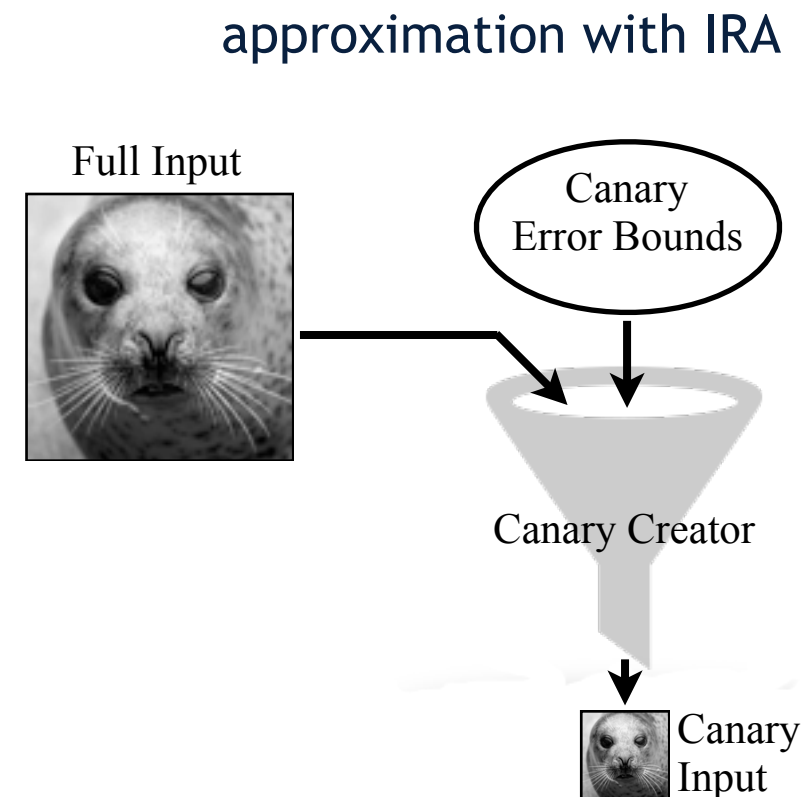 approximation with IRA
Full Input
Canary
Error Bounds
Canary Creator
Canary
Input